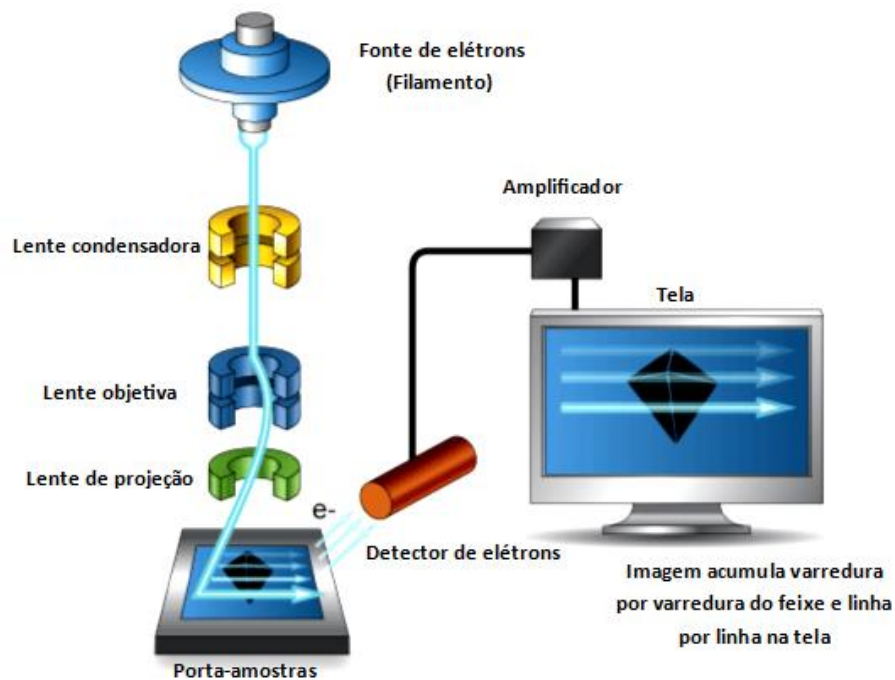 Fonte de elétrons
(Filamento)
Amplificador
Lente condensadora
Tela
Lente objetiva
Lente de projeção
e-
Detector de elétrons
Imagem acumula varredura
por varredura do feixe e linha
por linha na tela
Porta-amostras